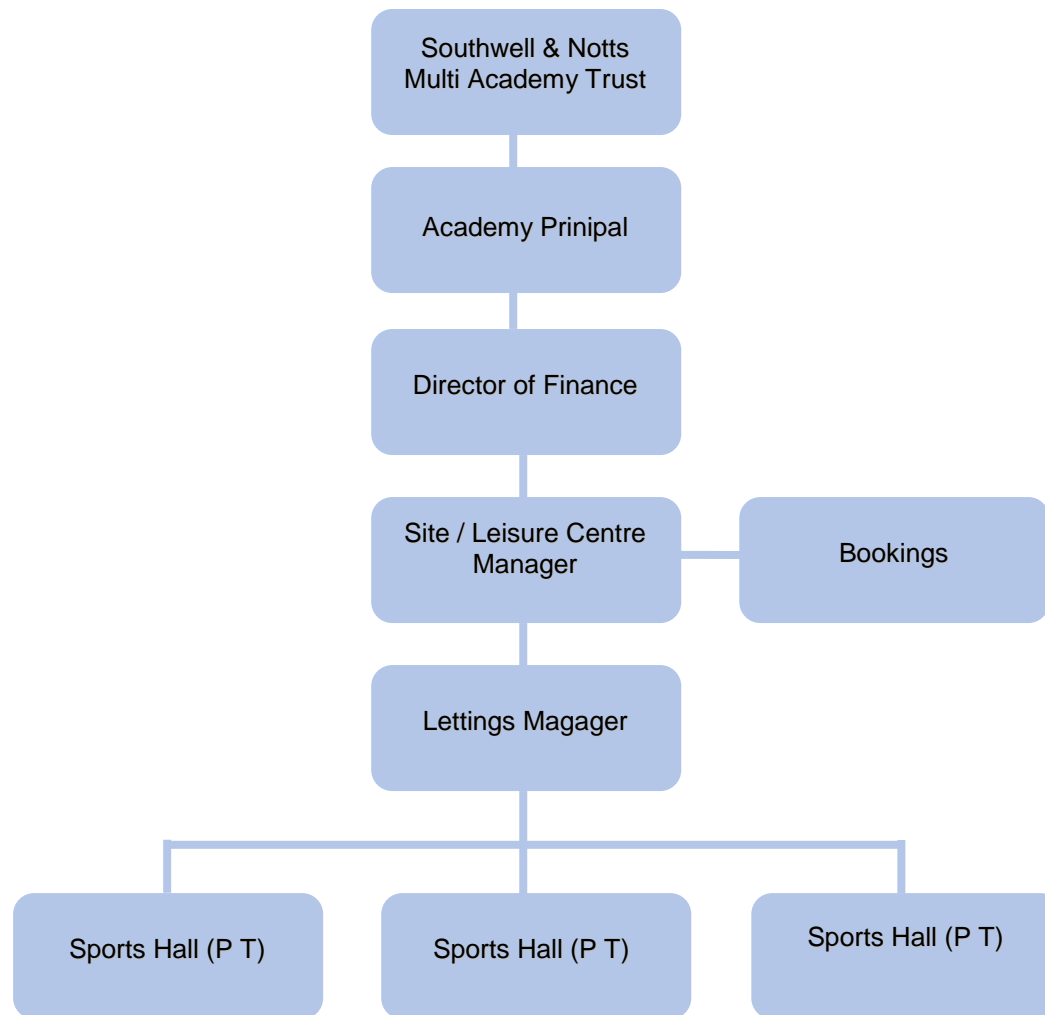 Southwell & Notts
Multi Academy Trust
Academy Prinipal
Director of Finance
Site / Leisure Centre
Manager
Bookings
Lettings Magager
Sports Hall (P T)
Sports Hall (P T)
Sports Hall (P T)